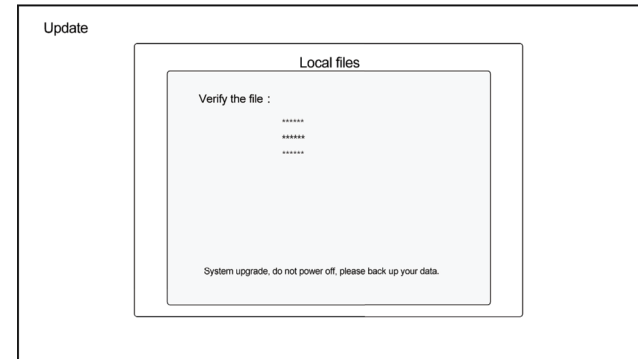 Update
Local files
Verify the file：
******
******
******
System upgrade, do not power off, please back up your data.